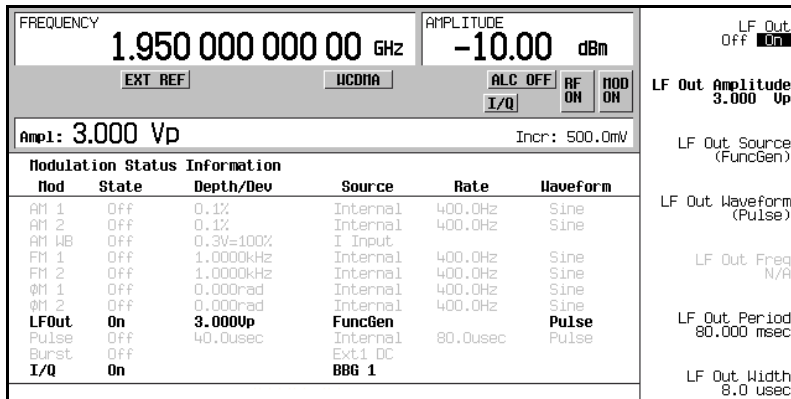 FREQUENCY
1.950 000 000 00 GHz
AMPLITUDE
-10.00 dBm
EXT REF
WCDMA
ALC OFF
I/Q
RF ON
MOD ON
Ampl: 3.000 Vp
Incr: 500.0mV
Modulation Status Information
Mod State Depth/Dev Source Rate Waveform
AM 1 Off 0.1% Internal 400.0Hz Sine
AM 2 Off 0.1% Internal 400.0Hz Sine
AM WB Off 0.3V=100% I Input
FM 1 Off 1.0000kHz Internal 400.0Hz Sine
FM 2 Off 1.0000kHz Internal 400.0Hz Sine
ΦM 1 Off 0.000rad Internal 400.0Hz Sine
ΦM 2 Off 0.000rad Internal 400.0Hz Sine
LFOut On 3.000Vp FuncGen Pulse
Pulse Off 40.0usec Internal 80.0usec Pulse
Burst Off Ext1 DC
I/Q On BBG 1
LF Out
Off On
LF Out Amplitude
3.000 Vp
LF Out Source
(FuncGen)
LF Out Waveform
(Pulse)
LF Out Freq
N/A
LF Out Period
80.000 msec
LF Out Width
8.0 usec